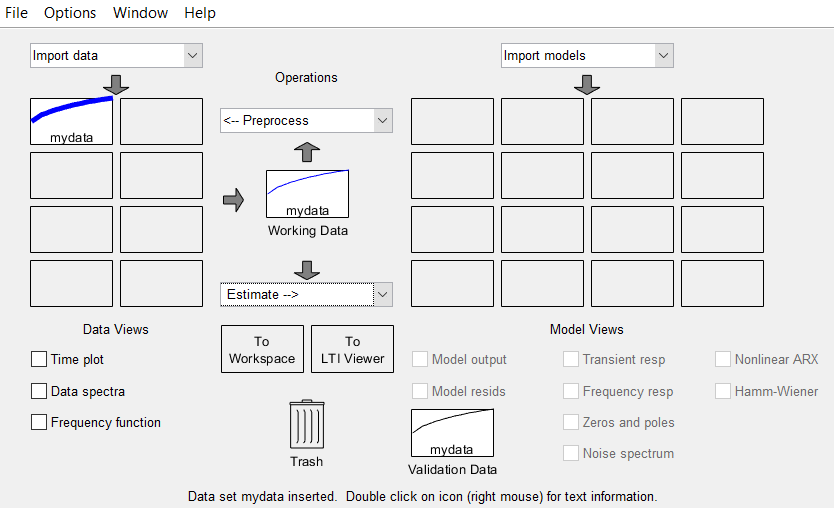 File Options Window Help
Import data
Import models
Operations
<-- Preprocess
mydata
mydata
Working Data
Estimate -->
Data Views
Model Views
To
Workspace
To
LTI Viewer
Time plot
Data spectra
Frequency function
Model output
Transient resp
Nonlinear ARX
Model resids
Frequency resp
Hamm-Wiener
Zeros and poles
Noise spectrum
mydata
Validation Data
Trash
Data set mydata inserted.  Double click on icon (right mouse) for text information.